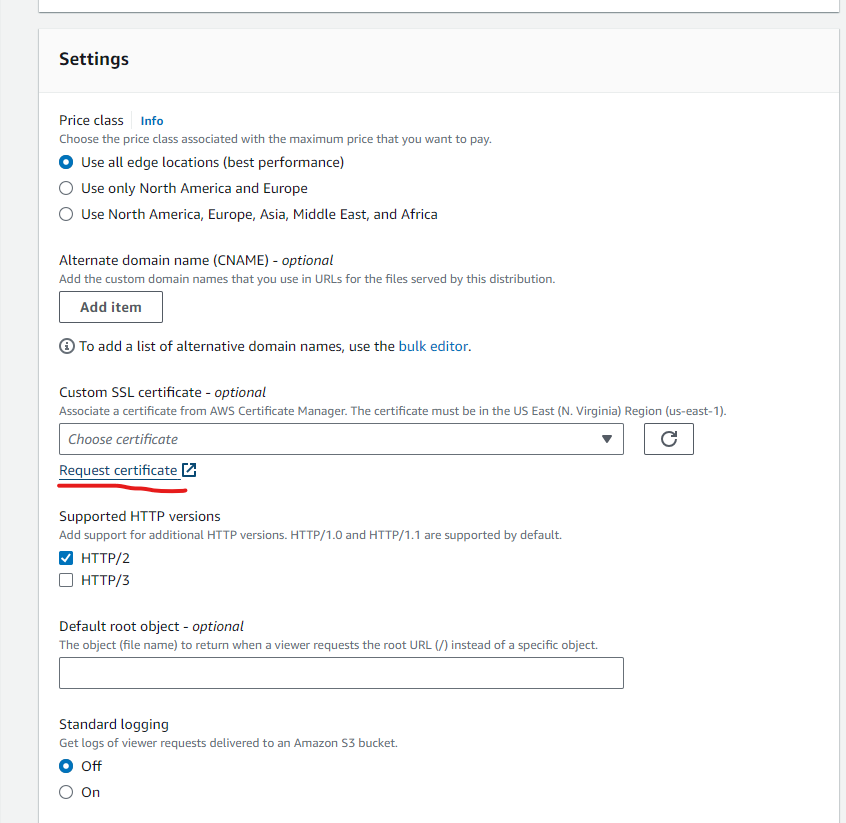 Settings
Price class Info
Choose the price class associated with the maximum price that you want to pay.
Use all edge locations (best performance)
Use only North America and Europe
Use North America, Europe, Asia, Middle East, and Africa
Alternate domain name (CNAME) - optional
Add the custom domain names that you use in URLs for the files served by this distribution.
Add item
To add a list of alternative domain names, use the bulk editor.
Custom SSL certificate - optional
Associate a certificate from AWS Certificate Manager. The certificate must be in the US East (N. Virginia) Region (us-east-1).
Choose certificate
Request certificate
Supported HTTP versions
Add support for additional HTTP versions. HTTP/1.0 and HTTP/1.1 are supported by default.
HTTP/2
HTTP/3
Default root object - optional
The object (file name) to return when a viewer requests the root URL (/) instead of a specific object.
Standard logging
Get logs of viewer requests delivered to an Amazon S3 bucket.
Off
On